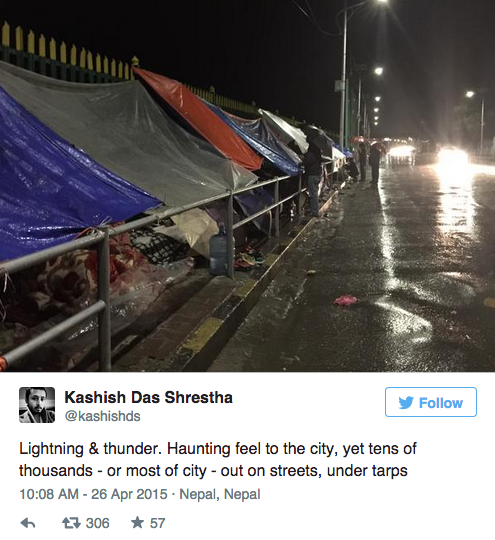 Kashish Das Shrestha
@kashishds
Follow
Lightning & thunder. Haunting feel to the city, yet tens of
thousands - or most of city - out on streets, under tarps
10:08 AM - 26 Apr 2015 · Nepal, Nepal
306
57